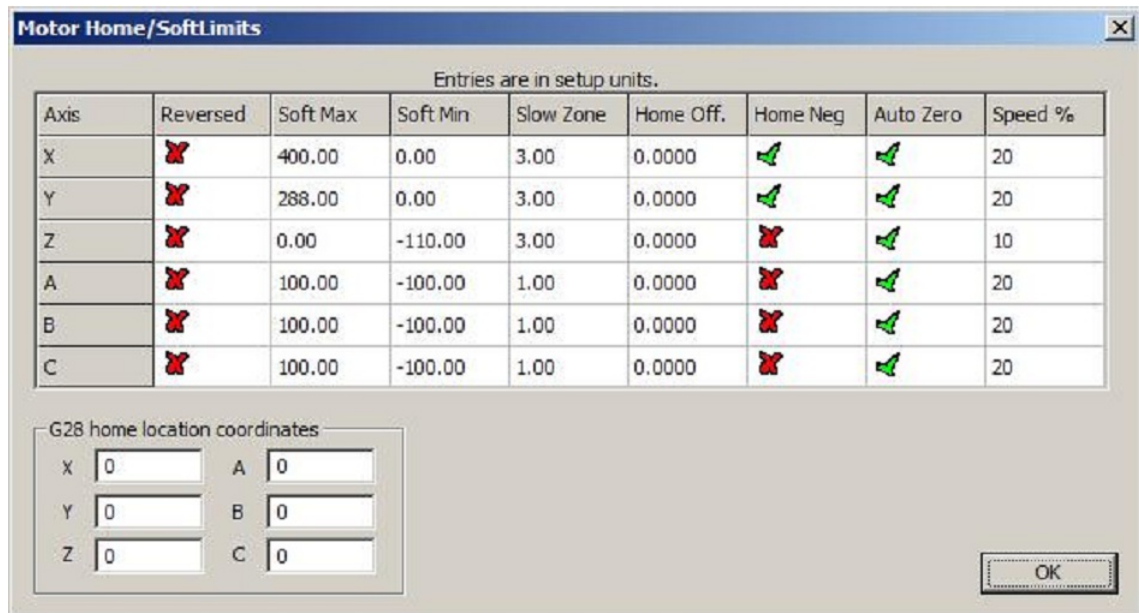 Motor Home/SoftLimits
Entries are in setup units.
Axis Reversed Soft Max Soft Min Slow Zone Home Off. Home Neg Auto Zero Speed %
X 400.00 0.00 3.00 0.0000 20
Y 288.00 0.00 3.00 0.0000 20
Z 0.00 -110.00 3.00 0.0000 10
A 100.00 -100.00 1.00 0.0000 20
B 100.00 -100.00 1.00 0.0000 20
C 100.00 -100.00 1.00 0.0000 20
G28 home location coordinates
X 0 A 0
Y 0 B 0
Z 0 C 0
OK